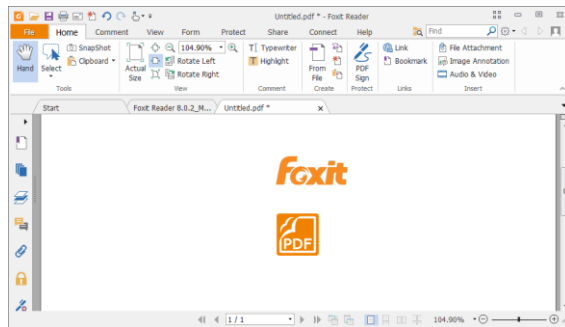 Untitled.pdf * - Foxit Reader
File Home Comment View Form Protect Share Connect Help Find
Hand
Select
SnapShot
Clipboard
Tools
Actual Size
104.90%
Rotate Left
Rotate Right
View
Typewriter
Highlight
Comment
From File
Create
PDF Sign
Protect
Link
Bookmark
Links
File Attachment
Image Annotation
Audio & Video
Insert
Start Foxit Reader 8.0.2_M... Untitled.pdf *
Foxit
PDF
1 / 1 104.90%